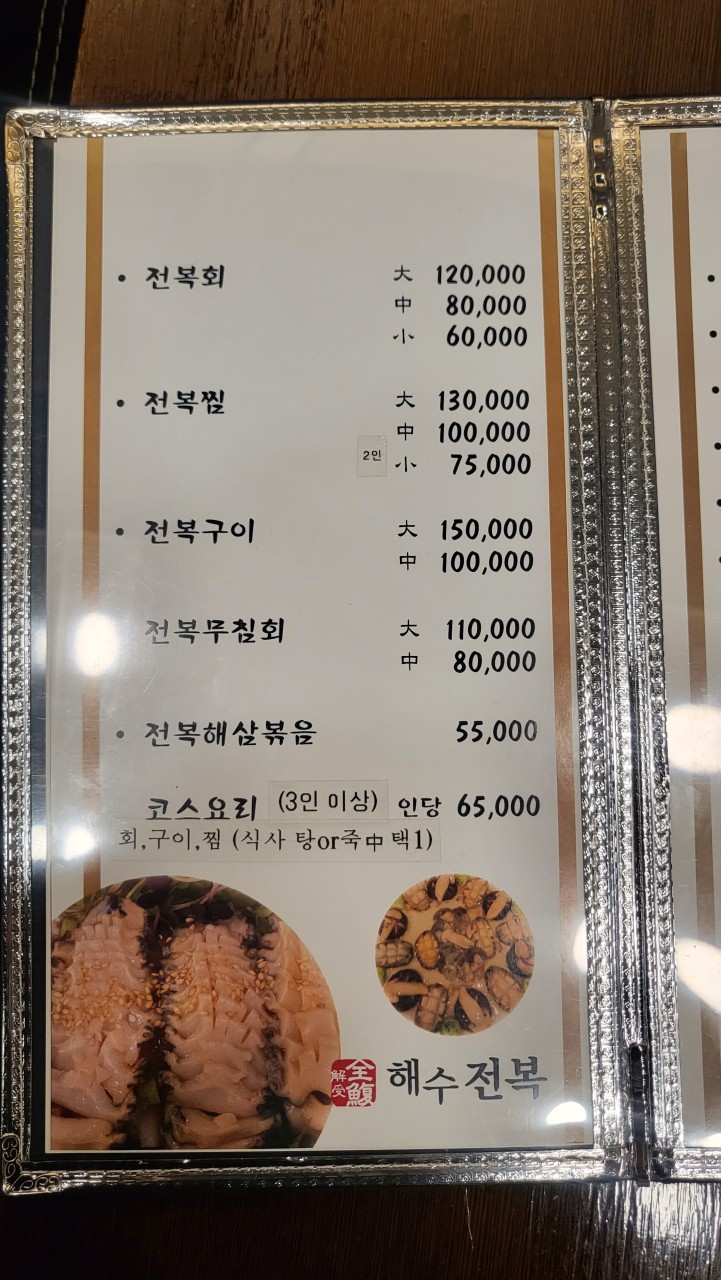 • 전복회 大 120,000
中 80,000
小 60,000
• 전복찜 大 130,000
中 100,000
2인 小 75,000
• 전복구이 大 150,000
中 100,000
전복무침회 大 110,000
中 80,000
• 전복해삼볶음 55,000
코스요리 (3인 이상) 인당 65,000
회,구이,찜 (식사 탕or죽中 택1)
解受 全鰒 해수전복